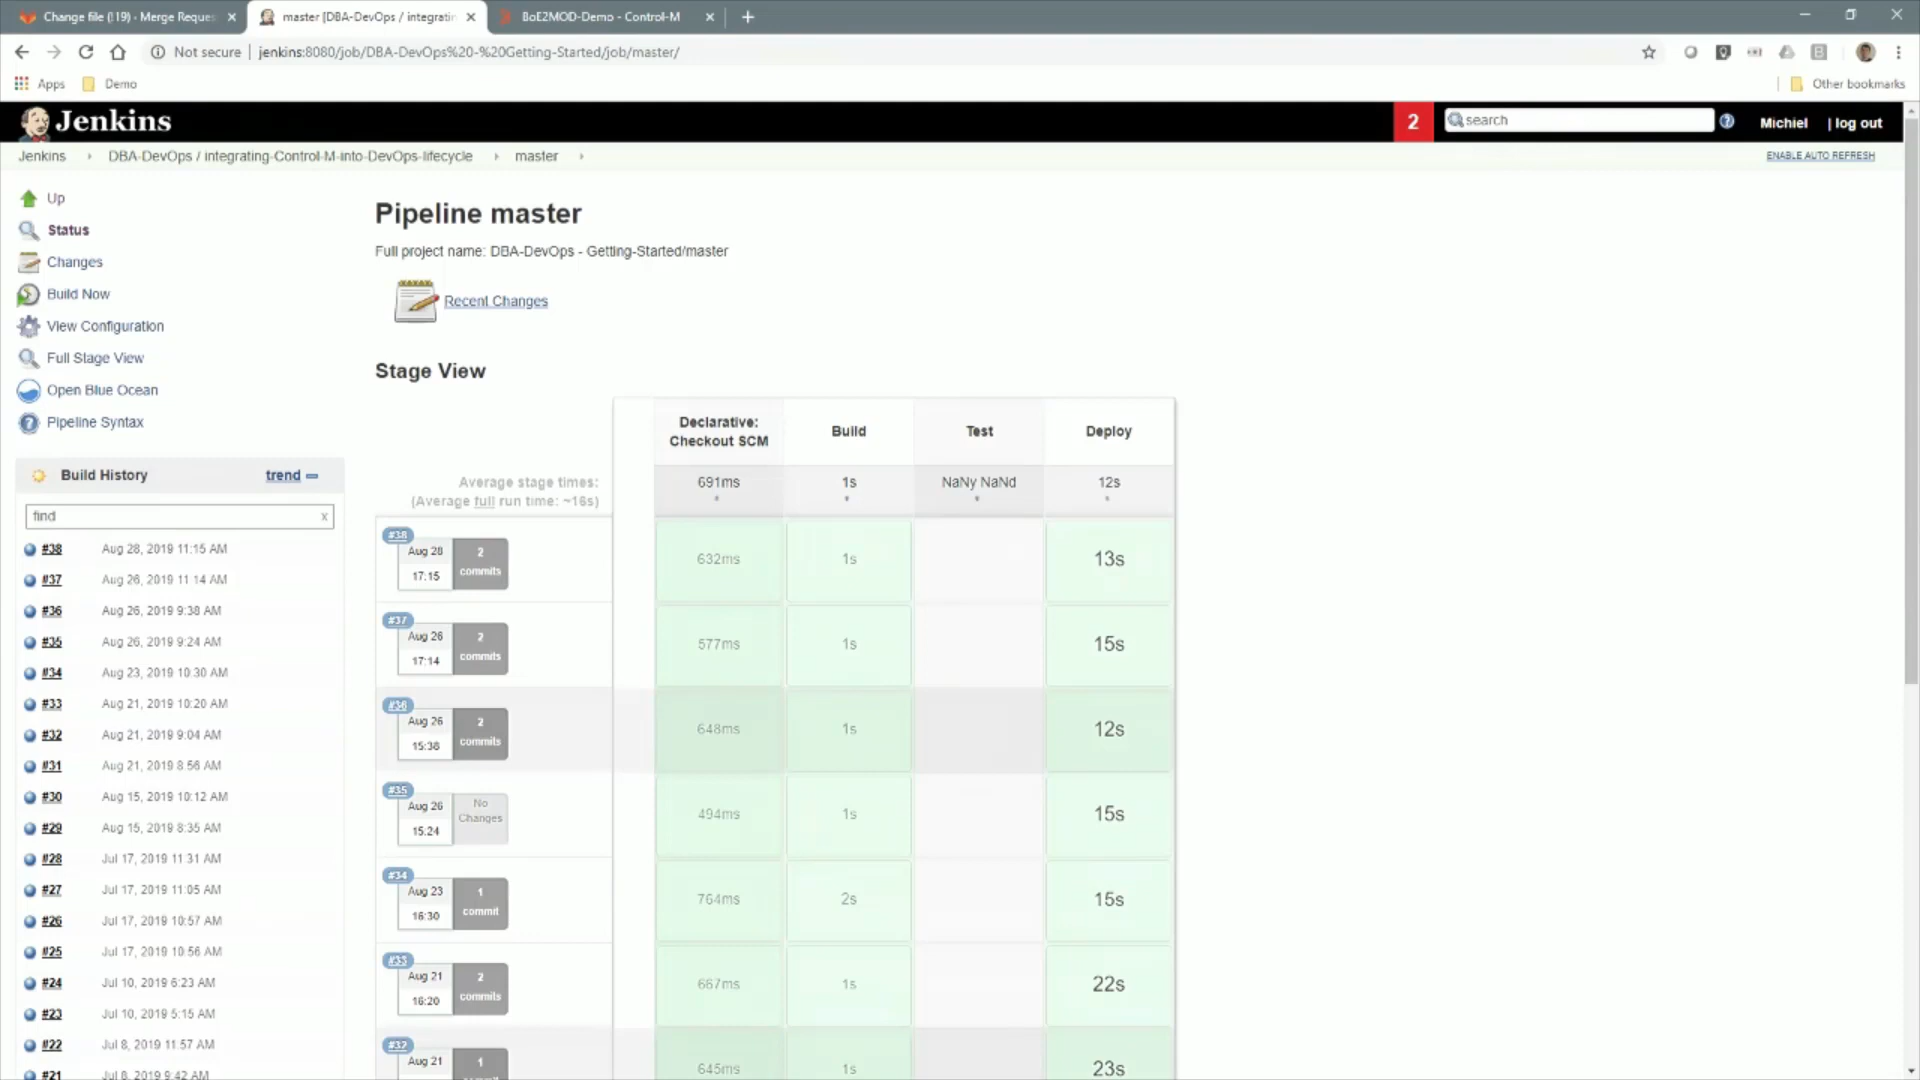 Change file (!19) · Merge Reques
master [DBA-DevOps / integratin
BoE2MOD-Demo - Control-M
Not secure
jenkins:8080/job/DBA-DevOps%20-%20Getting-Started/job/master/
Apps
Demo
Other bookmarks
Jenkins
2
search
Michiel
| log out
Jenkins
DBA-DevOps / integrating-Control-M-into-DevOps-lifecycle
master
ENABLE AUTO REFRESH
Up
Status
Changes
Build Now
View Configuration
Full Stage View
Open Blue Ocean
Pipeline Syntax
Build History
trend
find
x
#38 Aug 28, 2019 11:15 AM
#37 Aug 26, 2019 11:14 AM
#36 Aug 26, 2019 9:38 AM
#35 Aug 26, 2019 9:24 AM
#34 Aug 23, 2019 10:30 AM
#33 Aug 21, 2019 10:20 AM
#32 Aug 21, 2019 9:04 AM
#31 Aug 21, 2019 8:56 AM
#30 Aug 15, 2019 10:12 AM
#29 Aug 15, 2019 8:35 AM
#28 Jul 17, 2019 11:31 AM
#27 Jul 17, 2019 11:05 AM
#26 Jul 17, 2019 10:57 AM
#25 Jul 17, 2019 10:56 AM
#24 Jul 10, 2019 6:23 AM
#23 Jul 10, 2019 5:15 AM
#22 Jul 8, 2019 11:57 AM
#21 Jul 8, 2019 9:42 AM
Pipeline master
Full project name: DBA-DevOps - Getting-Started/master
Recent Changes
Stage View
Declarative:
Checkout SCM
Build
Test
Deploy
Average stage times:
(Average full run time: ~16s)
691ms
1s
NaNy NaNd
12s
#38
Aug 28
17:15
2
commits
632ms
1s
13s
#37
Aug 26
17:14
2
commits
577ms
1s
15s
#36
Aug 26
15:38
2
commits
648ms
1s
12s
#35
Aug 26
15:24
No
Changes
494ms
1s
15s
#34
Aug 23
16:30
1
commit
764ms
2s
15s
#33
Aug 21
16:20
2
commits
667ms
1s
22s
#32
Aug 21
1
commit
645ms
1s
23s